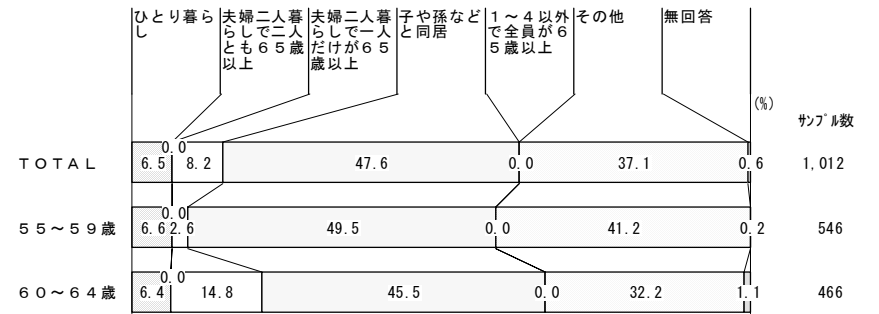 ひとり暮らし
夫婦二人暮らしで二人とも65歳以上
夫婦二人暮らしで一人だけが65歳以上
子や孫などと同居
1~4以外で全員が65歳以上
その他
無回答
(%)
サンプル数
TOTAL 6.5 0.0 8.2 47.6 0.0 37.1 0.6 1,012
55~59歳 6.6 0.0 2.6 49.5 0.0 41.2 0.2 546
60~64歳 6.4 0.0 14.8 45.5 0.0 32.2 1.1 466